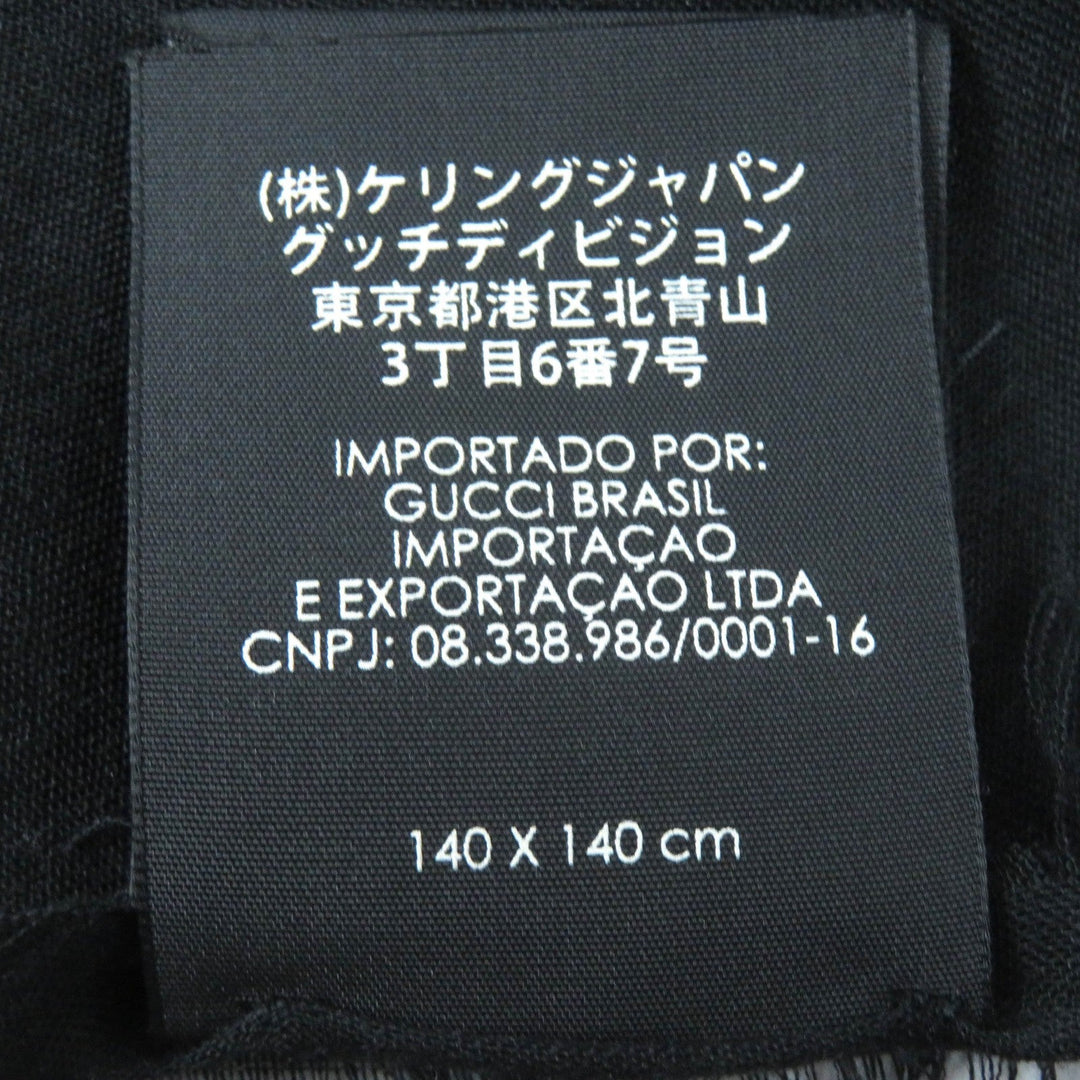 (株)ケリングジャパン
グッチディビジョン
東京都港区北青山
3丁目6番7号
IMPORTADO POR:
GUCCI BRASIL
IMPORTAÇAO
E EXPORTAÇAO LTDA
CNPJ: 08.338.986/0001-16
140 X 140 cm